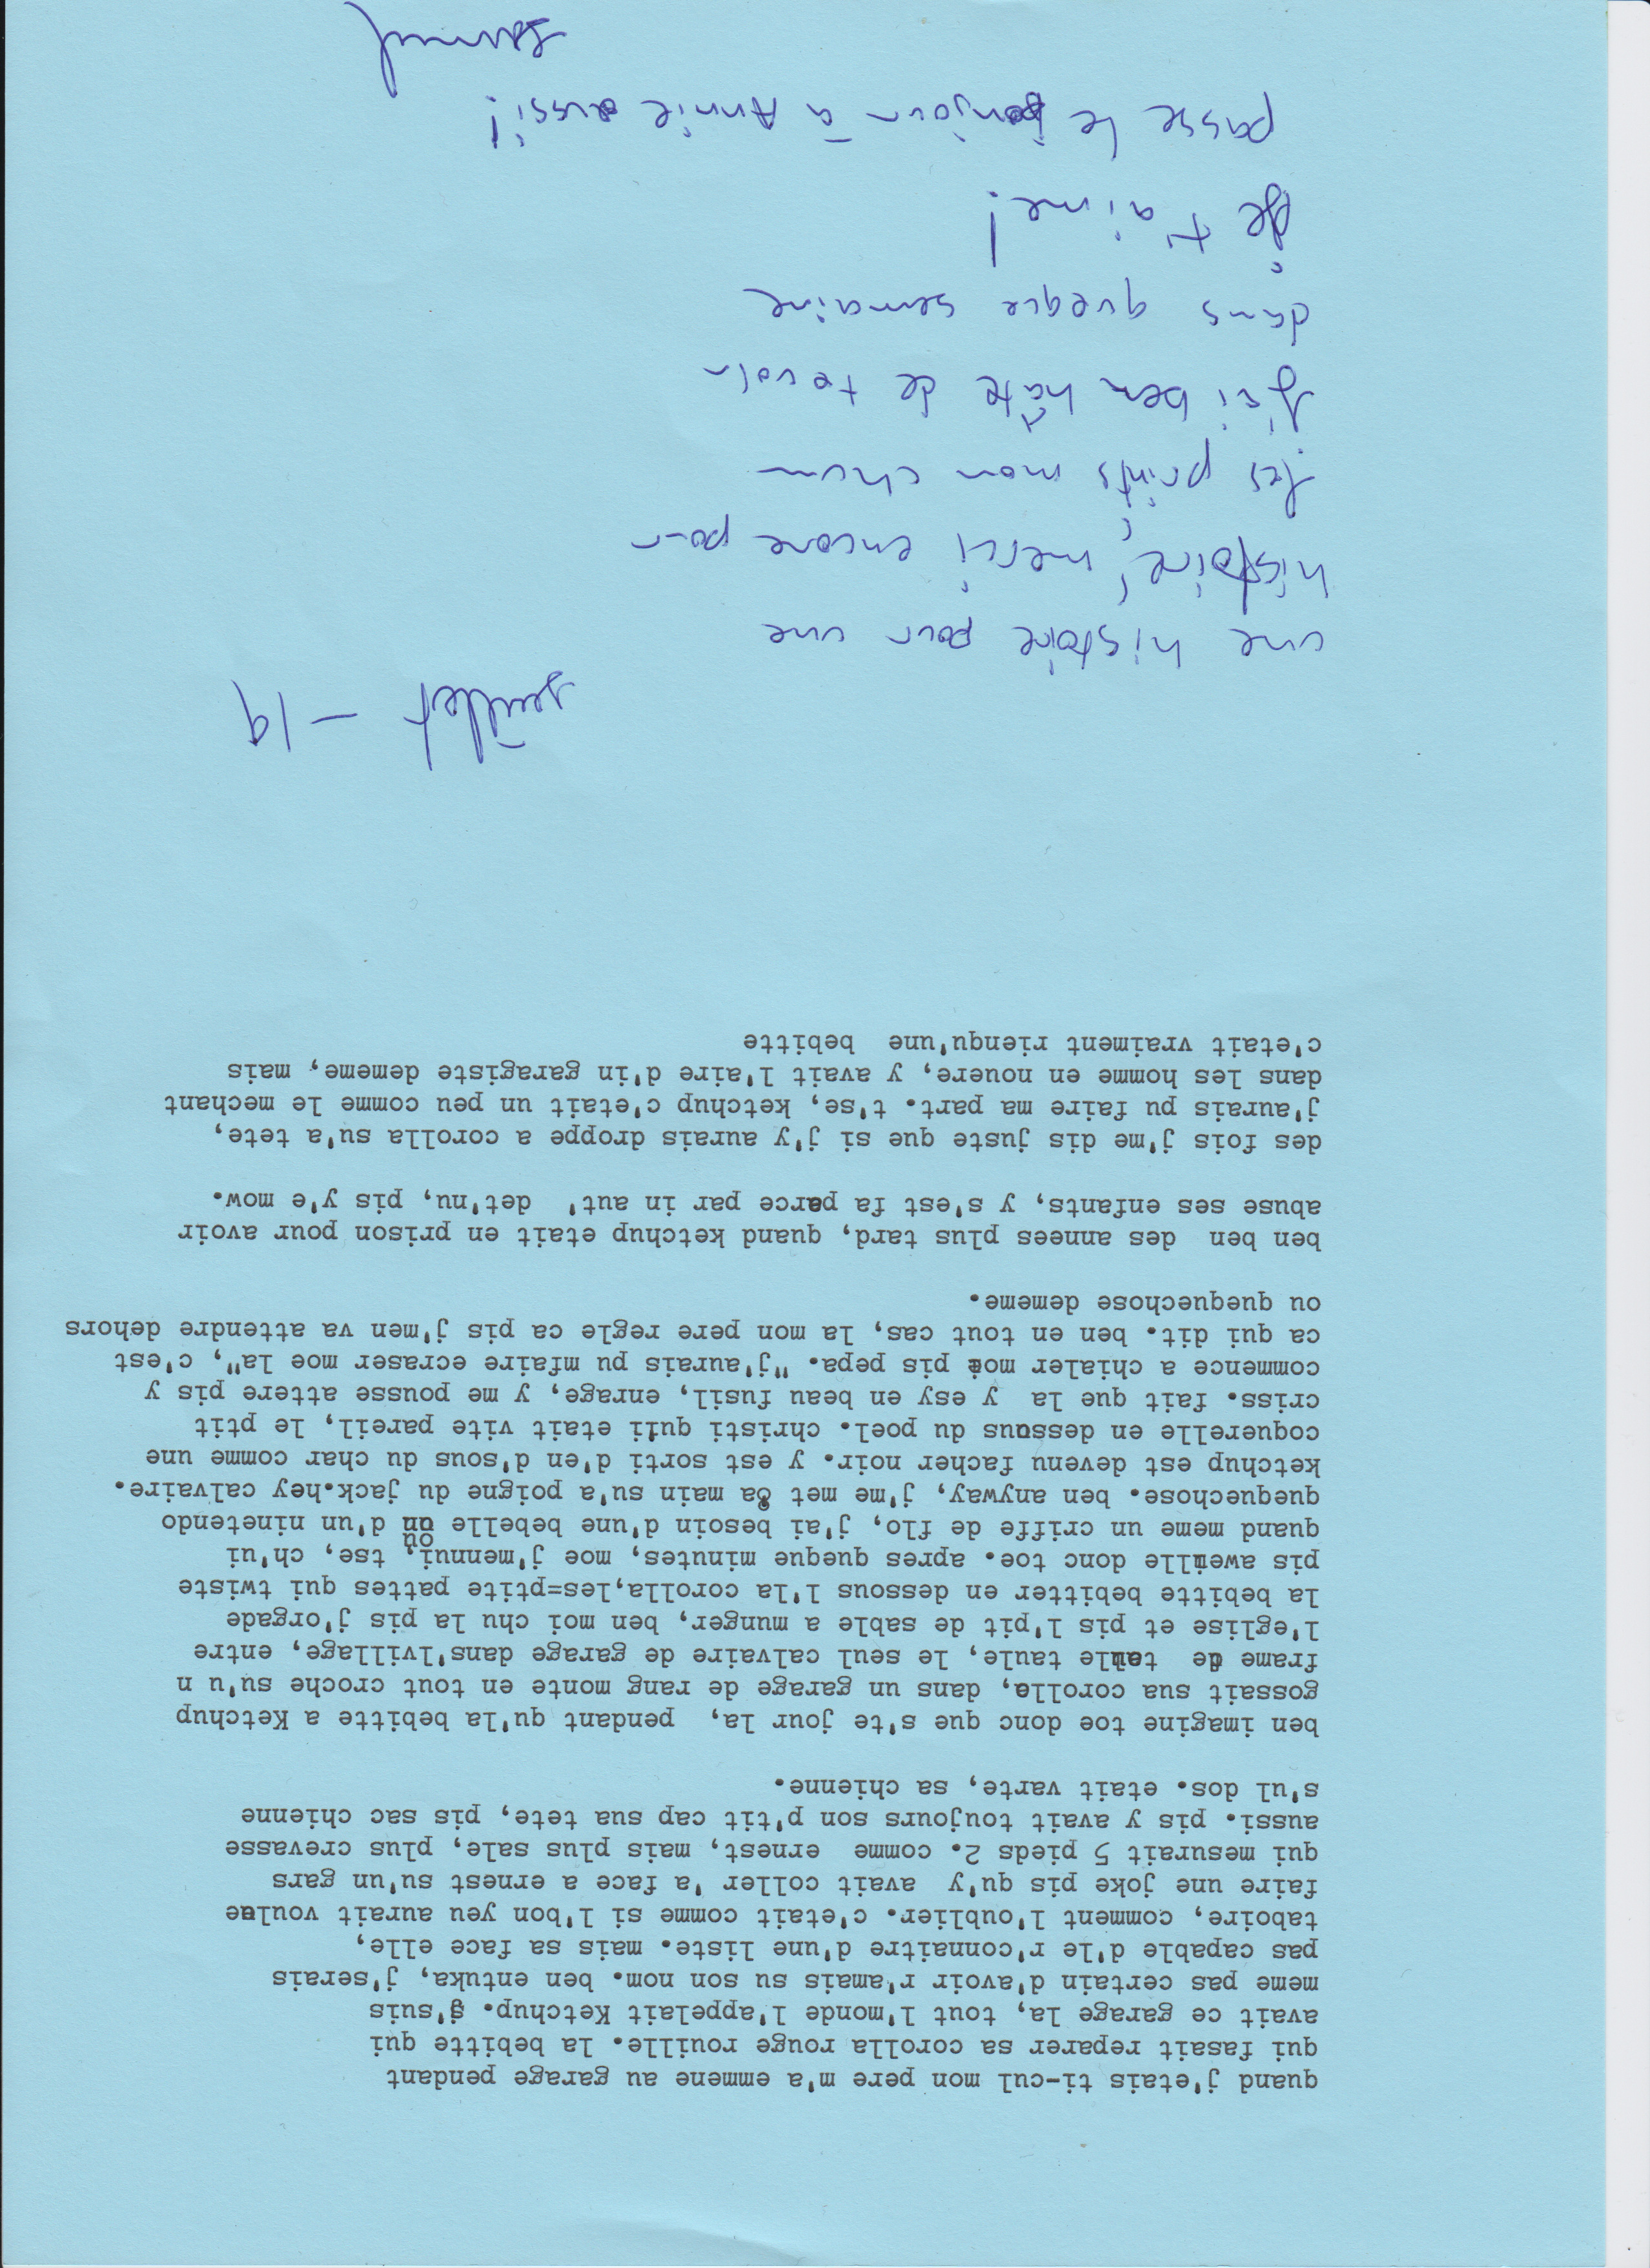 quand j'etais ti-cul mon pere m'a emmene au garage pendant
qui fasait reparer sa corolla rouge rouille. la bebitte qui
avait ce garage la, tout l'monde l'appelait Ketchup. j'suis
meme pas certain d'avoir r'amais su son nom. ben entuka, j'serais
pas capable d'le r'connaitre d'une liste. mais sa face elle,
taboire, comment l'oublier. c'etait comme si l'bon yeu aurait voulue
faire une joke pis qu'y avait coller 'a face a ernest su'un gars
qui mesurait 5 pieds 2. comme ernest, mais plus sale, plus crevasse
aussi. pis y avait toujours son p'tit cap sua tete, pis sac chienne
s'ul dos. etait varte, sa chienne.
ben imagine toe donc que s'te jour la, pendant qu'la bebitte a Ketchup
gossait sua corolla, dans un garage de rang monte en tout croche su'u n
frame de taule, le seul calvaire de garage dans'lvillage, entre
l'eglise et pis l'pit de sable a munger, ben moi chu la pis j'orgade
la bebitte bebitter en dessous l'la corolla,les=ptite pattes qui twiste
pis aweille donc toe. apres queque minutes, moe j'mennui, tse, ch'ui
quand meme un criffe de flo, j'ai besoin d'une bebelle ou d'un ninetendo
quequechose. ben anyway, j'me met la main su'a poigne du jack.hey calvaire.
ketchup est devenu facher noir. y est sorti d'en d'sous du char comme une
coquerelle en dessous du poel. christi quli etait vite pareil, le ptit
criss. fait que la y esy en beau fusil, enrage, y me pousse attere pis y
commence a chialer moi pis pepa. "j'aurais pu mfaire ecraser moe la", c'est
ca qui dit. ben en tout cas, la mon pere regle ca pis j'men va attendre dehors
ou quequechose dememe.
ben ben des annees plus tard, quand ketchup etait en prison pour avoir
abuse ses enfants, y s'est fa parce par in aut' det'nu, pis y'e mow.
des fois j'me dis juste que si j'y aurais droppe a corolla su'a tete,
j'aurais pu faire ma part. t'se, ketchup c'etait un peu comme le mechant
dans les homme en nouere, y avait l'aire d'in garagiste dememe, mais
c'etait vraiment rienqu'une bebitte
juillet - 19
une histoire pour une
histoire, merci encore pour
les prints mon chum
j'ai ben hâte de te voir
dans queque semaine
je t'aime!
passe le bonjour à Annie aussi!